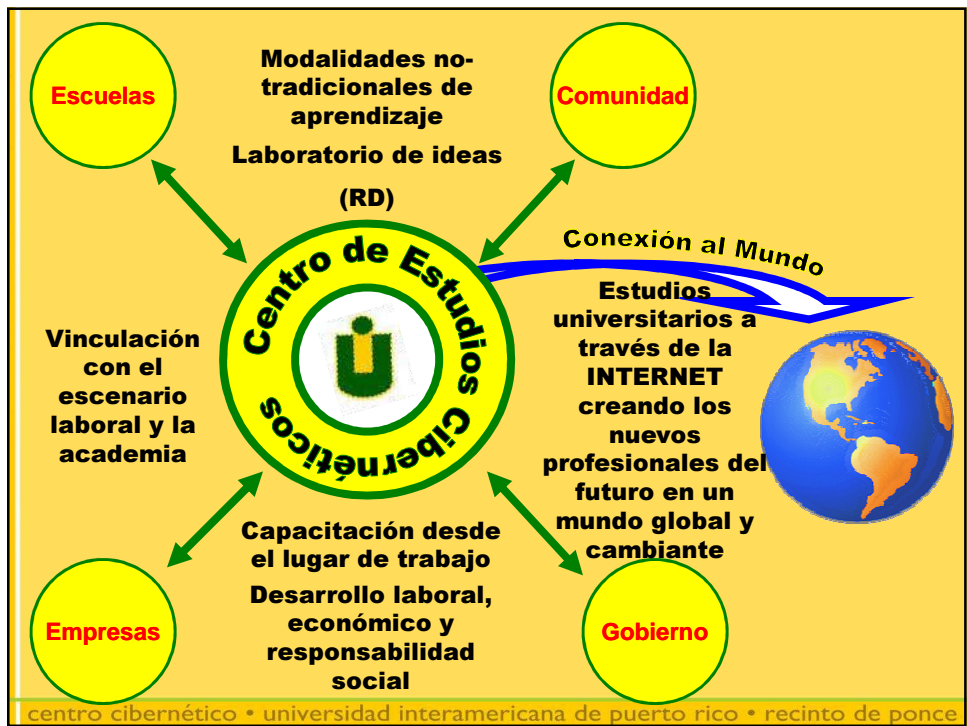 Escuelas
Modalidades no-
tradicionales de
aprendizaje
Laboratorio de ideas
(RD)
Comunidad
Conexión al Mundo
Centro de Estudios Cibernéticos
Vinculación
con el
escenario
laboral y la
academia
Estudios
universitarios a
través de la
INTERNET
creando los
nuevos
profesionales del
futuro en un
mundo global y
cambiante
Capacitación desde
el lugar de trabajo
Desarrollo laboral,
económico y
responsabilidad
social
Empresas
Gobierno
centro cibernético • universidad interamericana de puerto rico • recinto de ponce